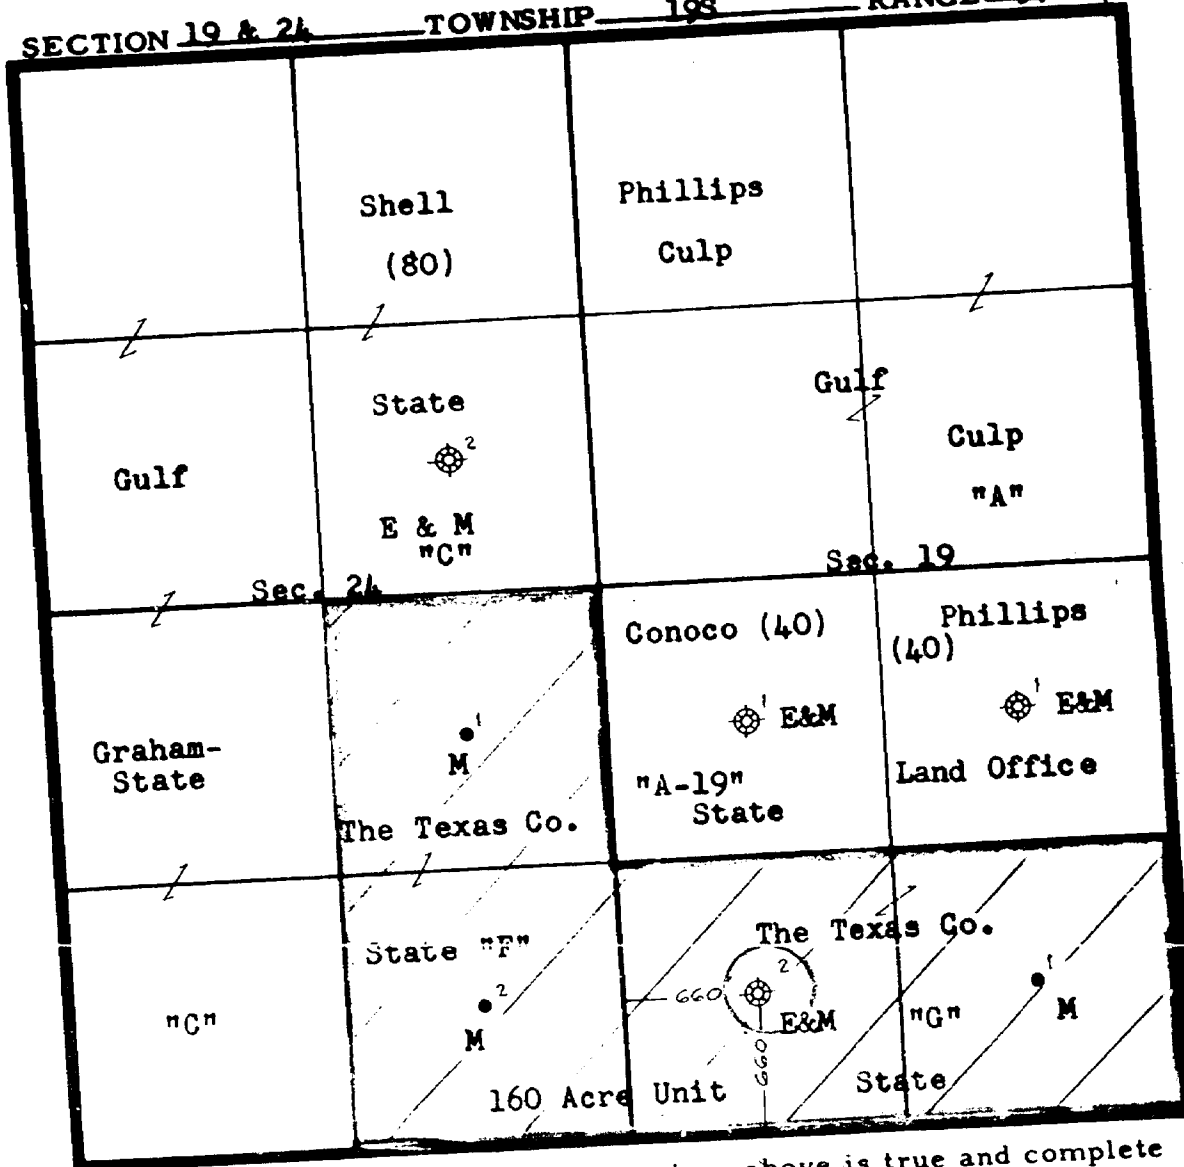 SECTION 19 & 24 TOWNSHIP 19S
Shell
(80)
Phillips
Culp
State
2
E & M
"C"
Gulf
Gulf
Culp
"A"
Sec. 24
Sec. 19
Graham-
State
1
M
The Texas Co.
Conoco (40)
1 E&M
"A-19"
State
Phillips
(40)
1 E&M
Land Office
"C"
State "F"
2
M
The Texas Co.
2
660
E&M
660
"G"
1
M
State
160 Acre Unit
above is true and complete